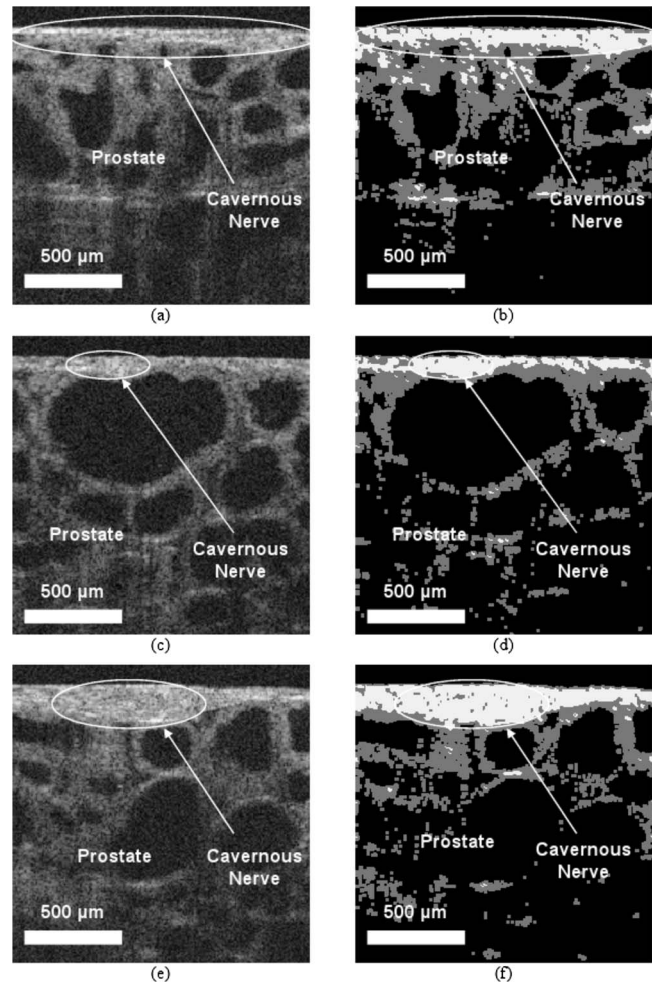 Prostate
Cavernous
Nerve
500 µm
(a)
Prostate
Cavernous
Nerve
500 µm
(b)
Prostate
Cavernous
Nerve
500 µm
(c)
Prostate
Cavernous
Nerve
500 µm
(d)
Prostate
Cavernous
Nerve
500 µm
(e)
Prostate
Cavernous
Nerve
500 µm
(f)